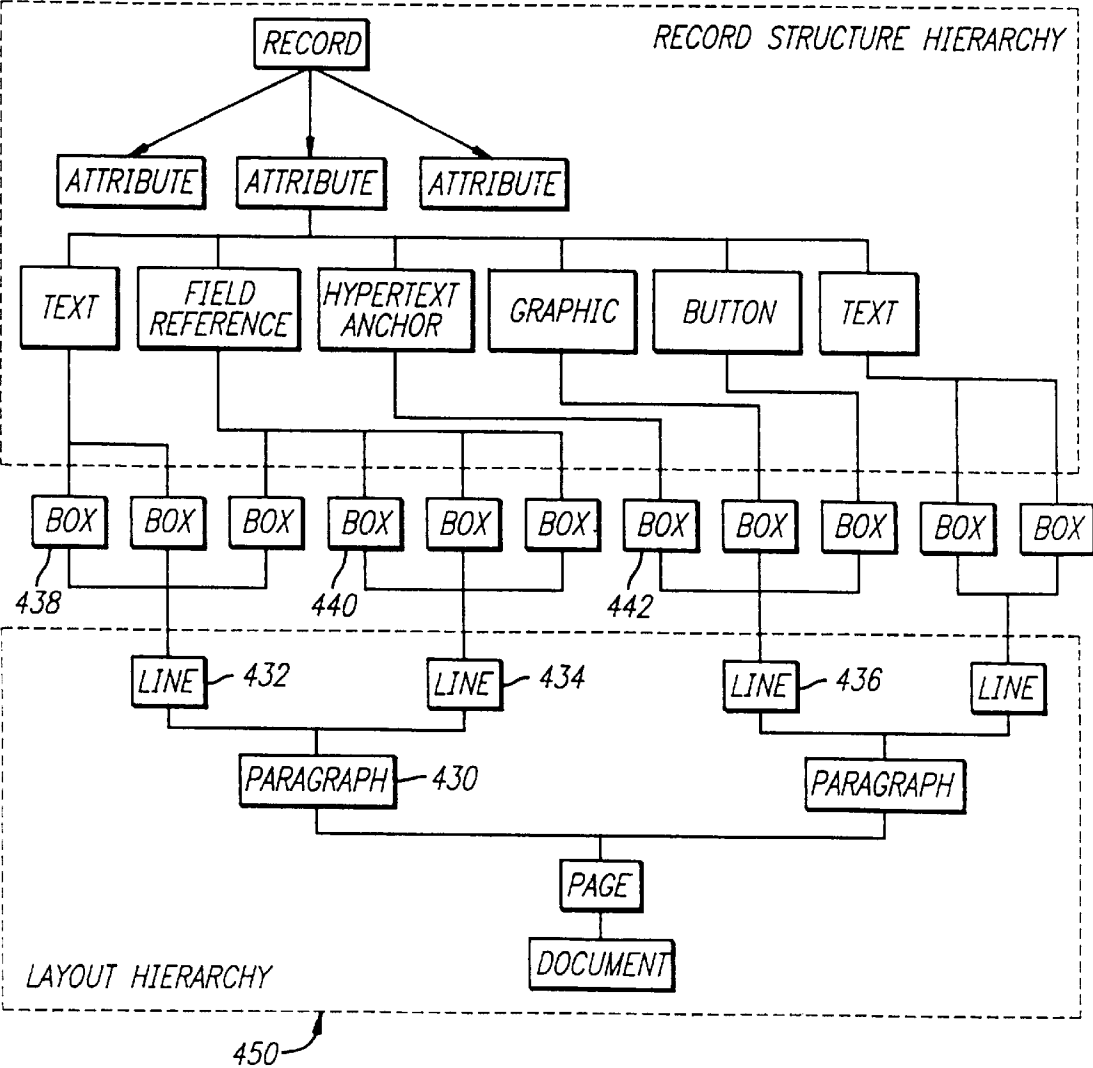 RECORD
RECORD STRUCTURE HIERARCHY
ATTRIBUTE ATTRIBUTE ATTRIBUTE
TEXT
FIELD
REFERENCE
HYPERTEXT
ANCHOR
GRAPHIC
BUTTON
TEXT
BOX BOX BOX BOX BOX BOX BOX BOX BOX BOX BOX
438 440 442
LINE 432 LINE 434 LINE 436 LINE
PARAGRAPH 430 PARAGRAPH
PAGE
DOCUMENT
LAYOUT HIERARCHY
450